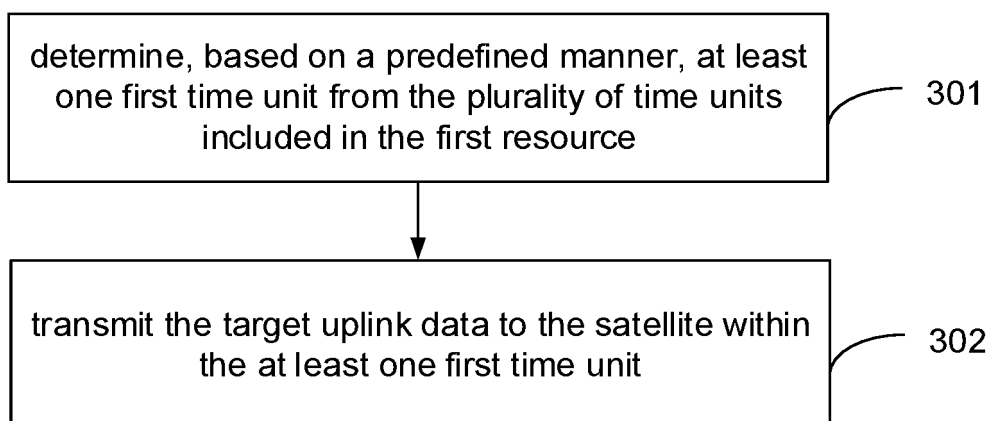 determine, based on a predefined manner, at least
one first time unit from the plurality of time units
included in the first resource
301
transmit the target uplink data to the satellite within
the at least one first time unit
302